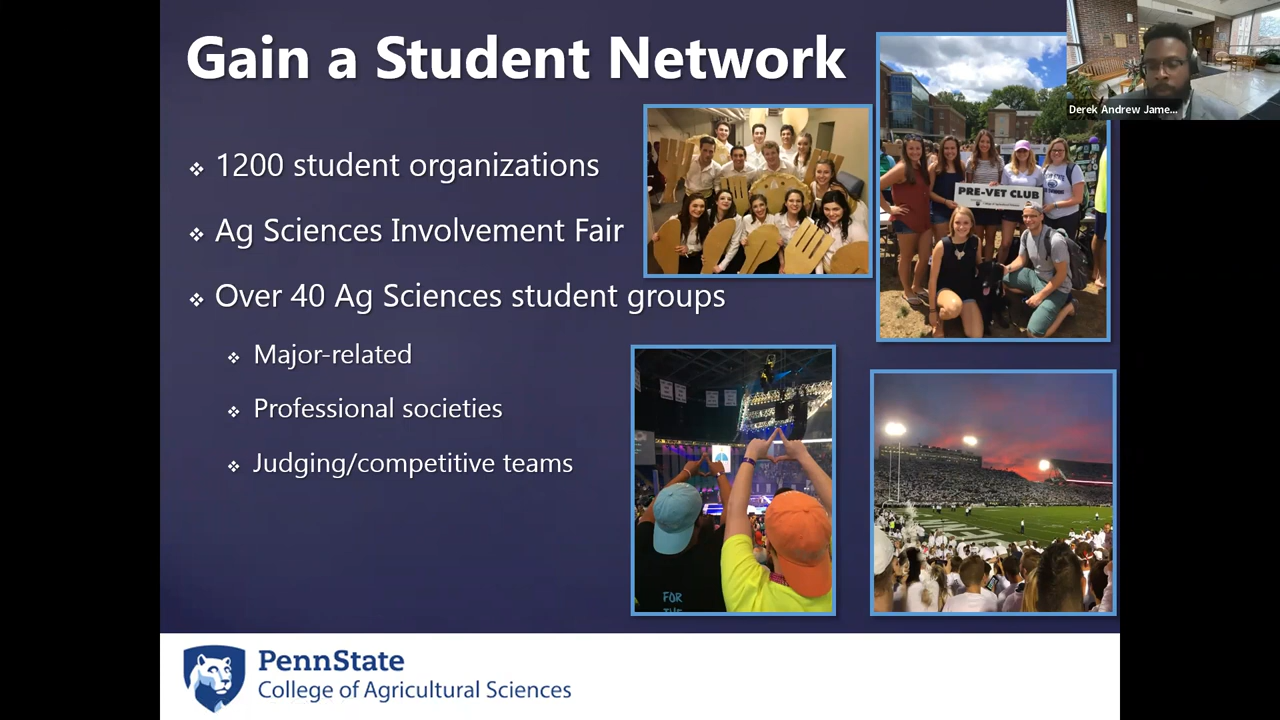 Gain a Student Network
Derek Andrew Jame...
❖ 1200 student organizations
❖ Ag Sciences Involvement Fair
❖ Over 40 Ag Sciences student groups
❖ Major-related
❖ Professional societies
❖ Judging/competitive teams
PRE-VET CLUB
FOR
THE
PennState
College of Agricultural Sciences